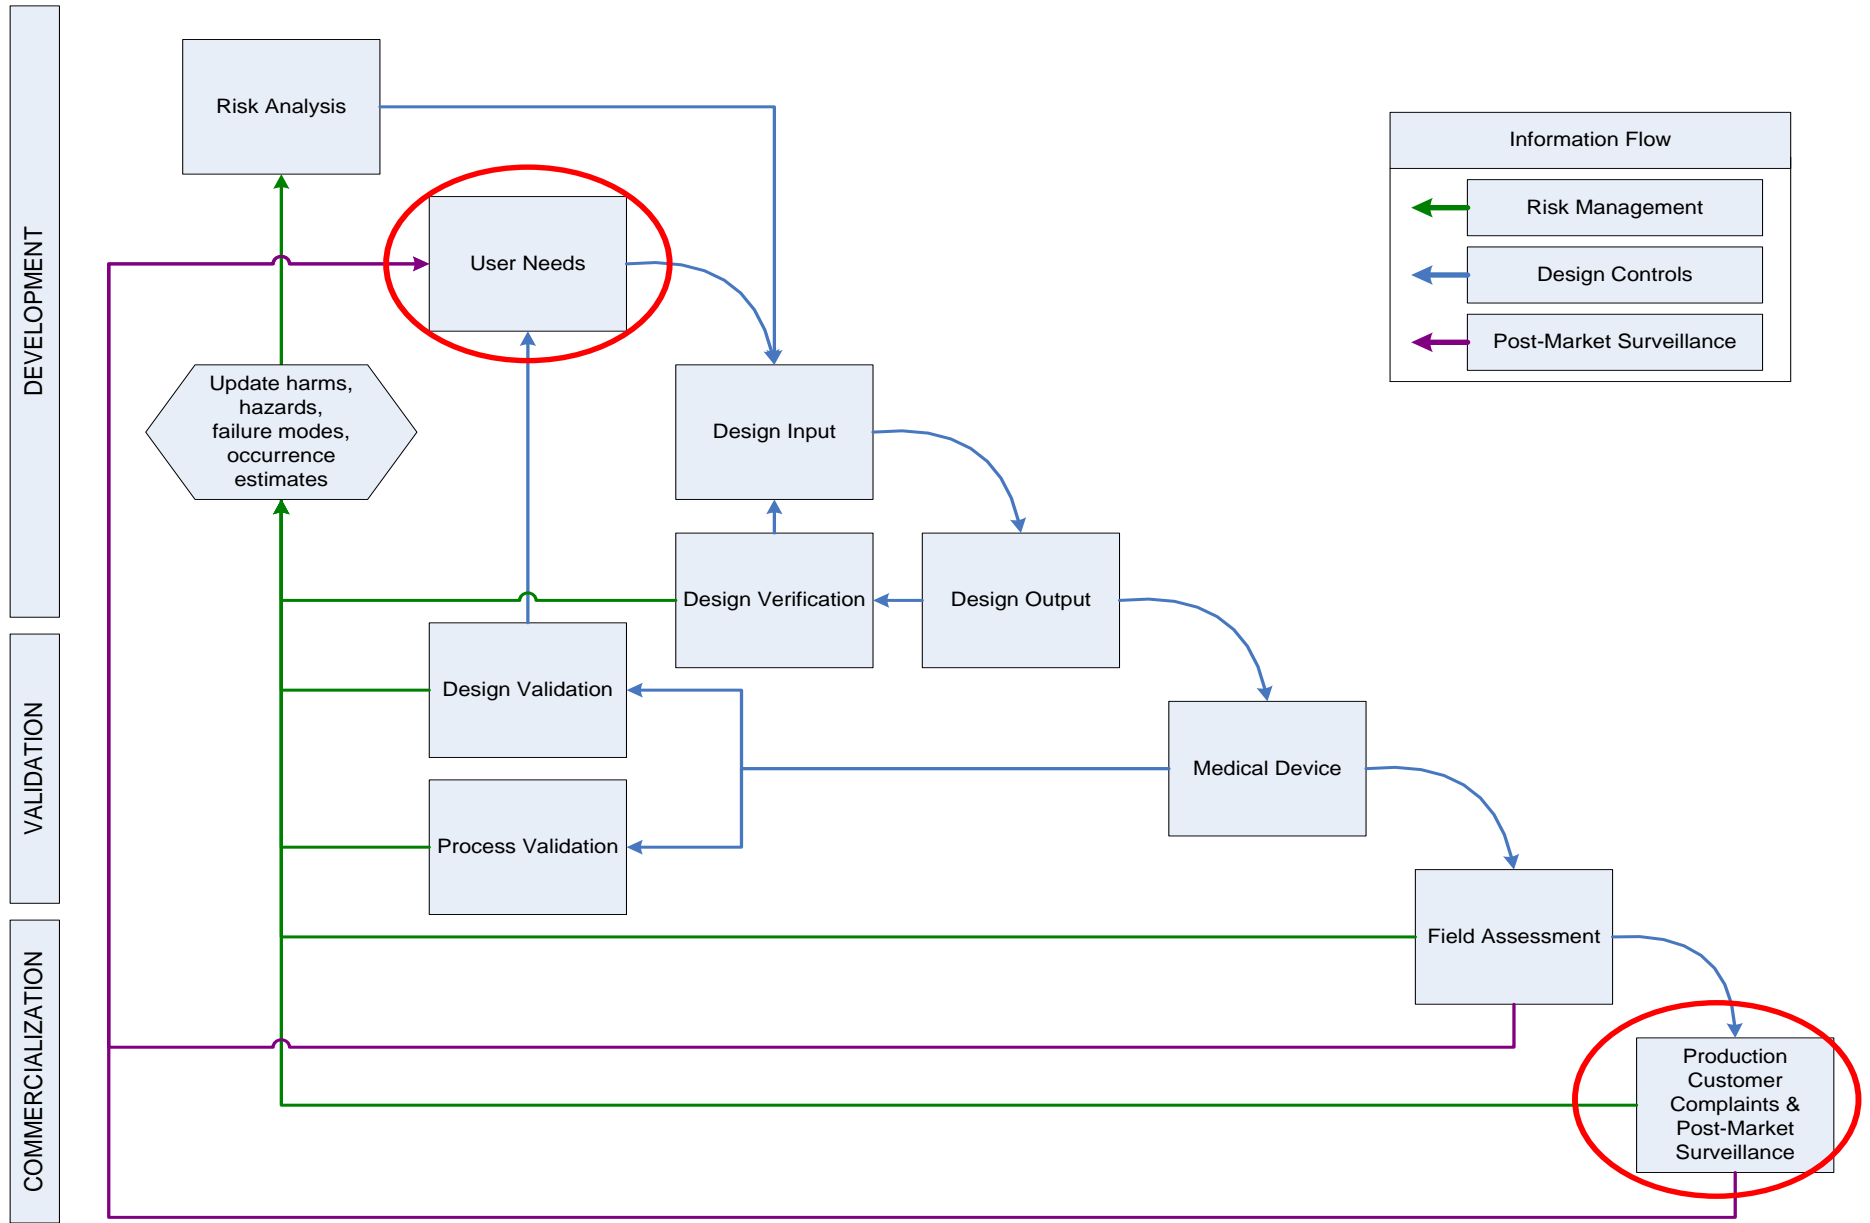 DEVELOPMENT
VALIDATION
COMMERCIALIZATION
Risk Analysis
User Needs
Update harms,
hazards,
failure modes,
occurrence
estimates
Design Input
Design Verification
Design Output
Design Validation
Process Validation
Medical Device
Field Assessment
Production
Customer
Complaints &
Post-Market
Surveillance
Information Flow
Risk Management
Design Controls
Post-Market Surveillance